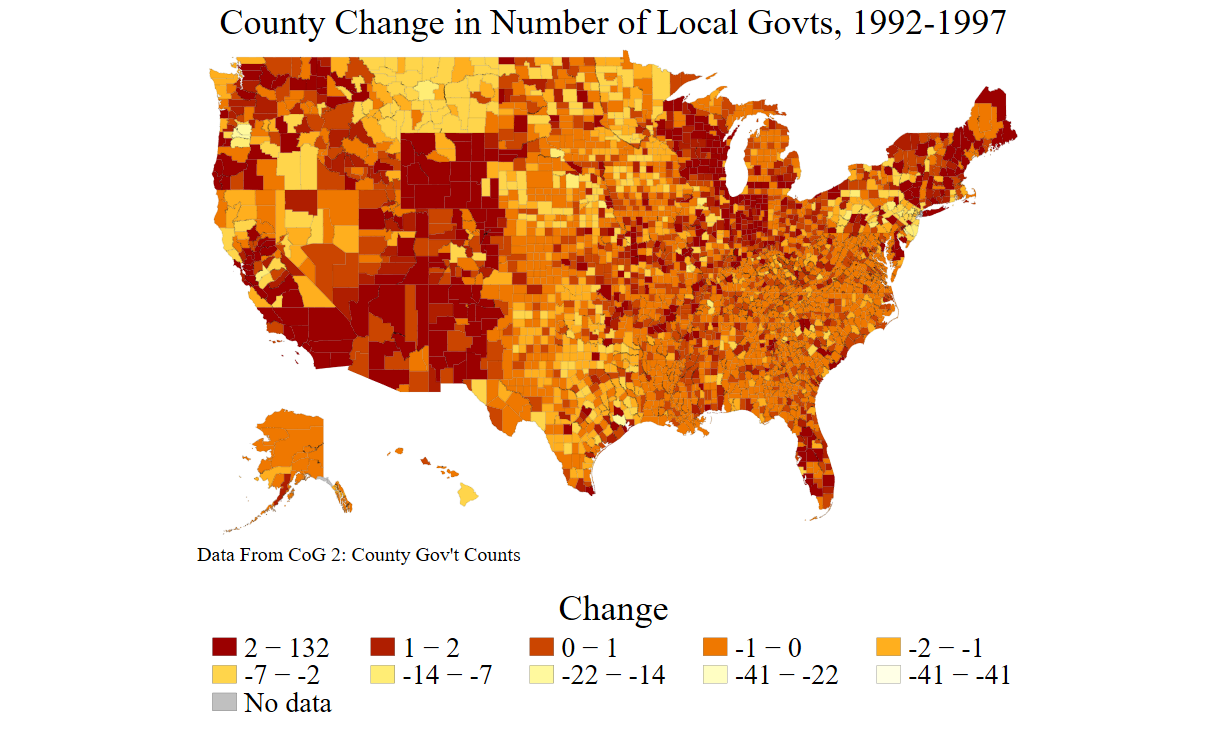 County Change in Number of Local Govts, 1992-1997
Data From CoG 2: County Gov't Counts
Change
2 − 132 1 − 2 0 − 1 -1 − 0 -2 − -1
-7 − -2 -14 − -7 -22 − -14 -41 − -22 -41 − -41
No data